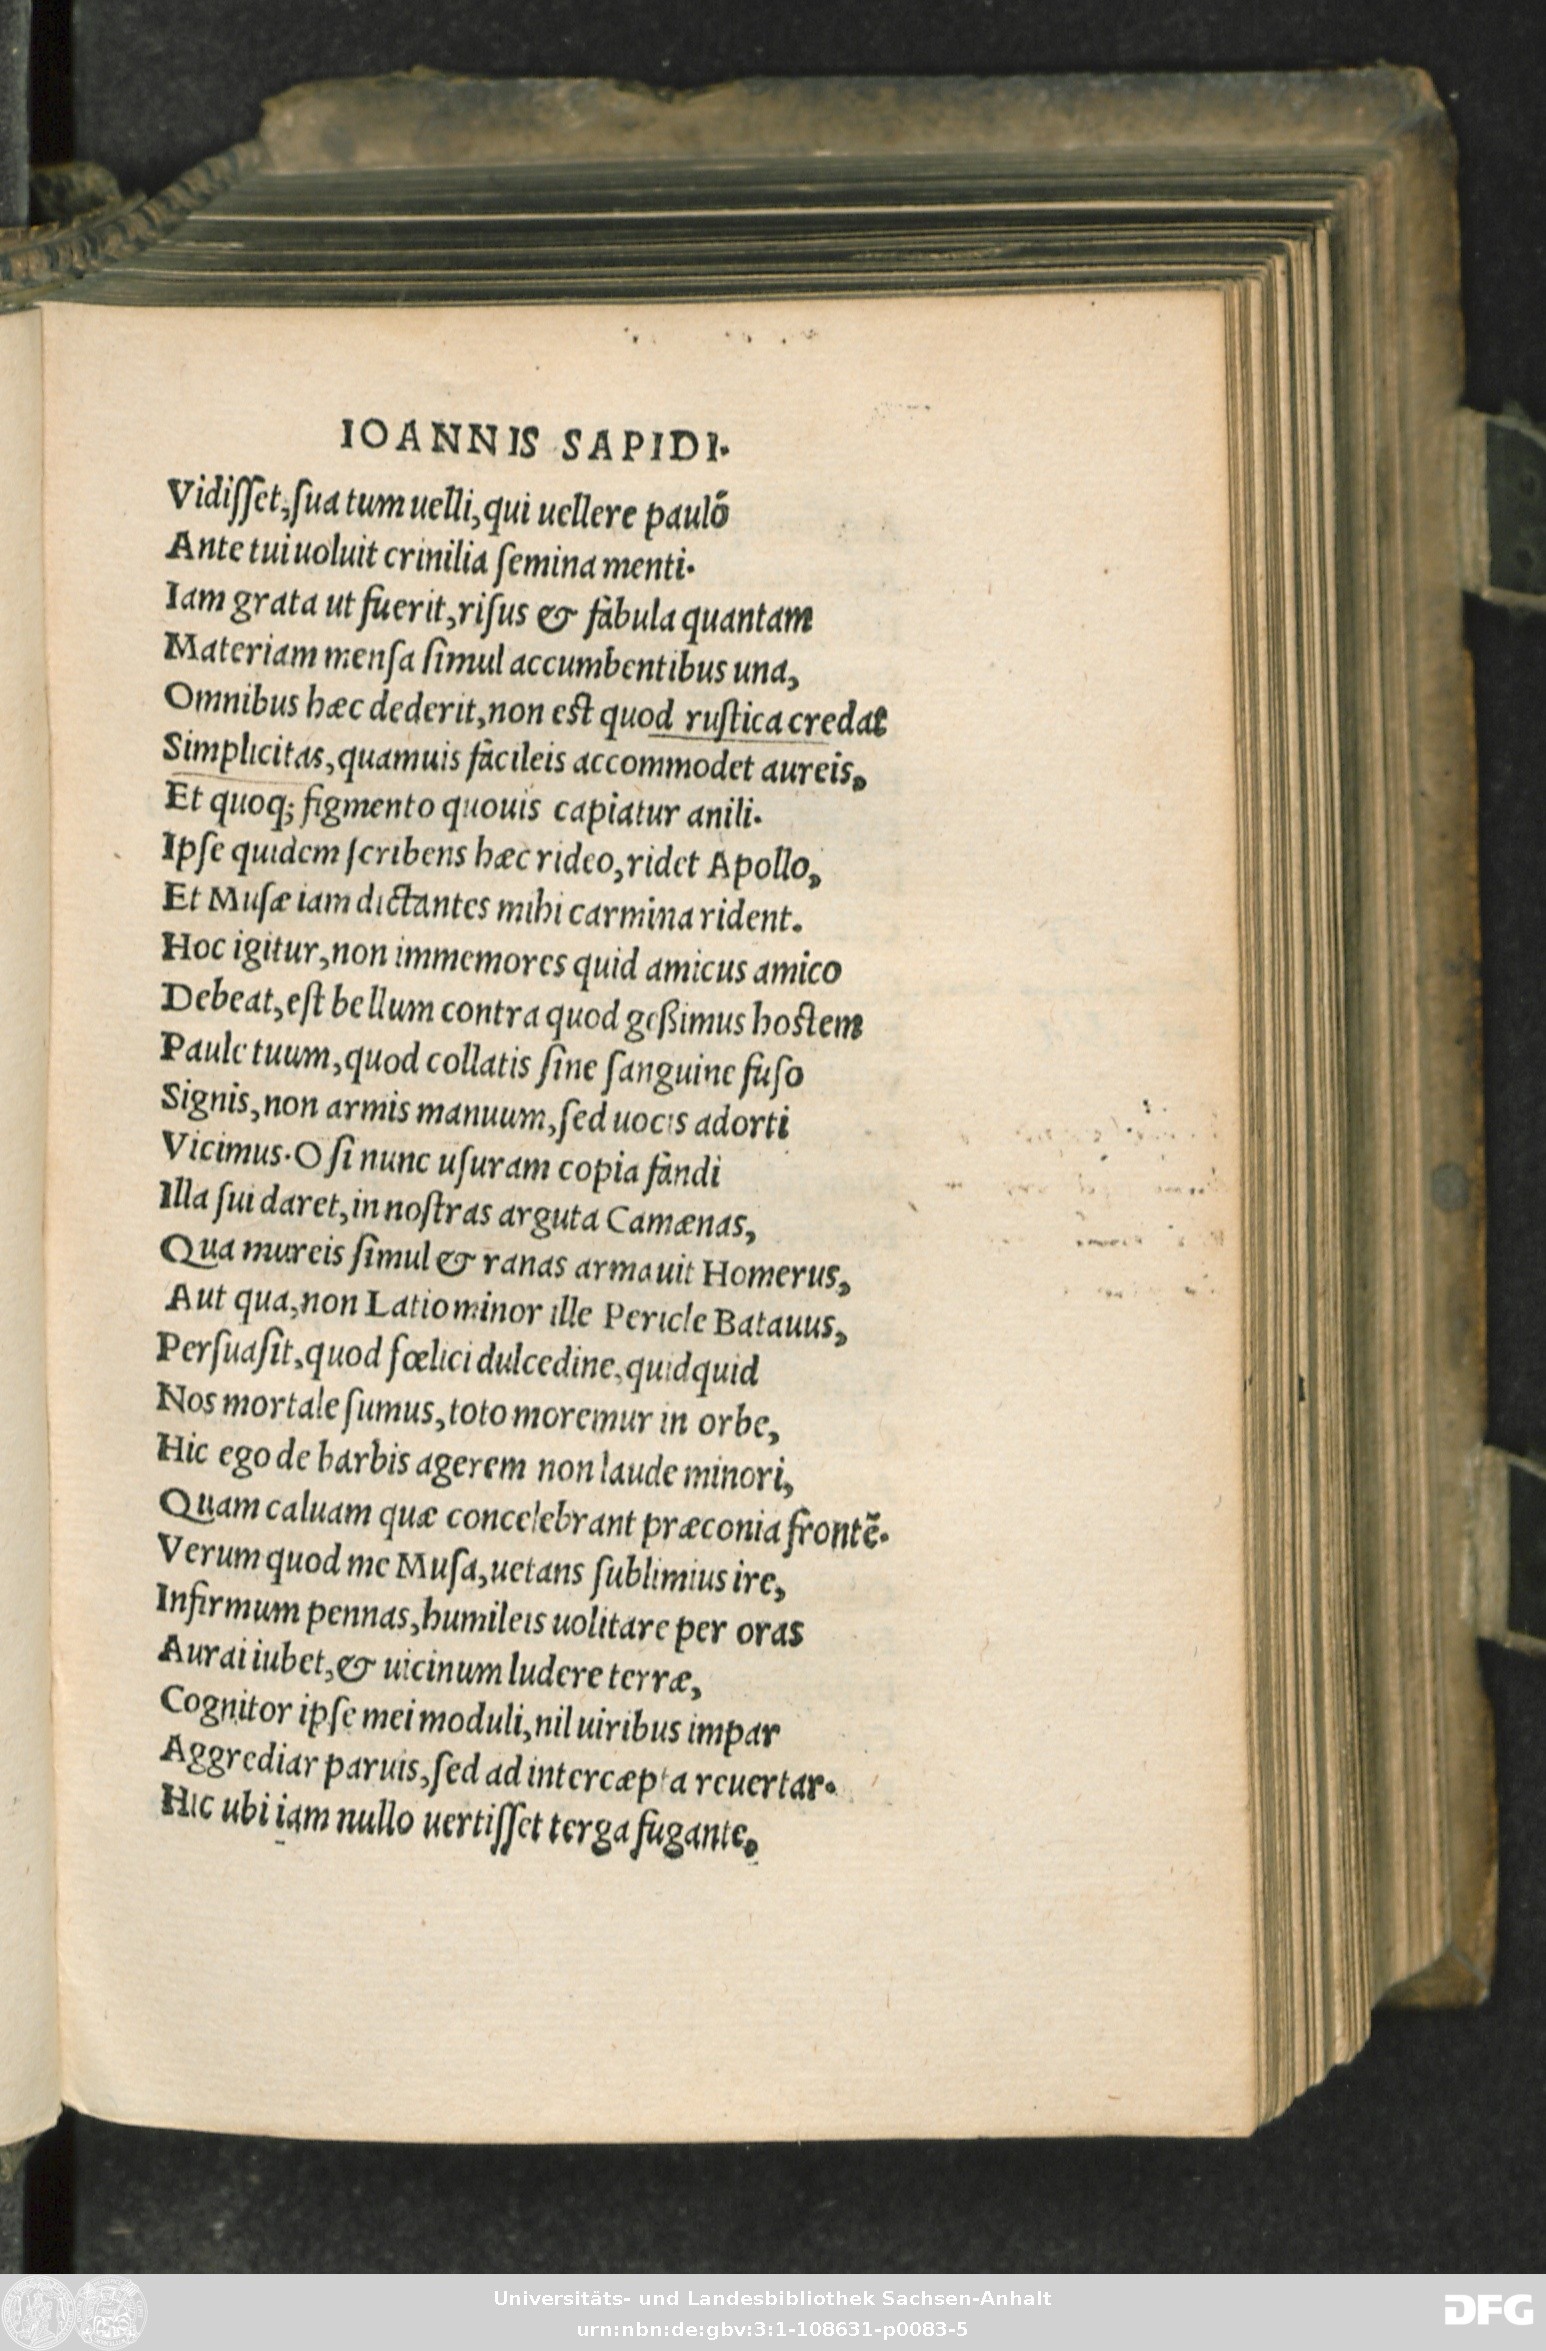 IOANNIS SAPIDI.
Vidiſſet, ſua tum uelli, qui uellere pauló
Ante tui uoluit crinilia ſemina menti.
Iam grata ut fuerit, riſus & fabula quantam
Materiam menſa ſimul accumbentibus una,
Omnibus hæc dederit, non est quod ruſtica credat
Simplicitas, quamuis facileis accommodet aureis,
Et quoq; figmento quouis capiatur anili.
Ipſe quidem ſcribens hæc rideo, ridet Apollo,
Et Muſæ iam dictantes mihi carmina rident.
Hoc igitur, non immemores quid amicus amico
Debeat, eſt bellum contra quod geßimus hostem
Paule tuum, quod collatis ſine ſanguine fuſo
Signis, non armis manuum, ſed uocis adorti
Vicimus. O ſi nunc uſuram copia fandi
Illa ſui daret, in noſtras arguta Camænas,
Qua mureis ſimul & ranas armauit Homerus,
Aut qua, non Latio minor ille Pericle Batauus,
Perſuaſit, quod fœlici dulcedine, quidquid
Nos mortale ſumus, toto moremur in orbe,
Hic ego de barbis agerem non laude minori,
Quam caluam quæ concelebrant præconia frontē.
Verum quod me Muſa, uetans ſublimius ire,
Infirmum pennas, humileis uolitare per oras
Aurai iubet, & uicinum ludere terræ,
Cognitor ipſe mei moduli, nil uiribus impar
Aggrediar paruis, ſed ad intercæpta reuertar.
Hic ubi iam nullo uertiſſet terga fugante,
Universitäts- und Landesbibliothek Sachsen-Anhalt
urn:nbn:de:gbv:3:1-108631-p0083-5
DFG